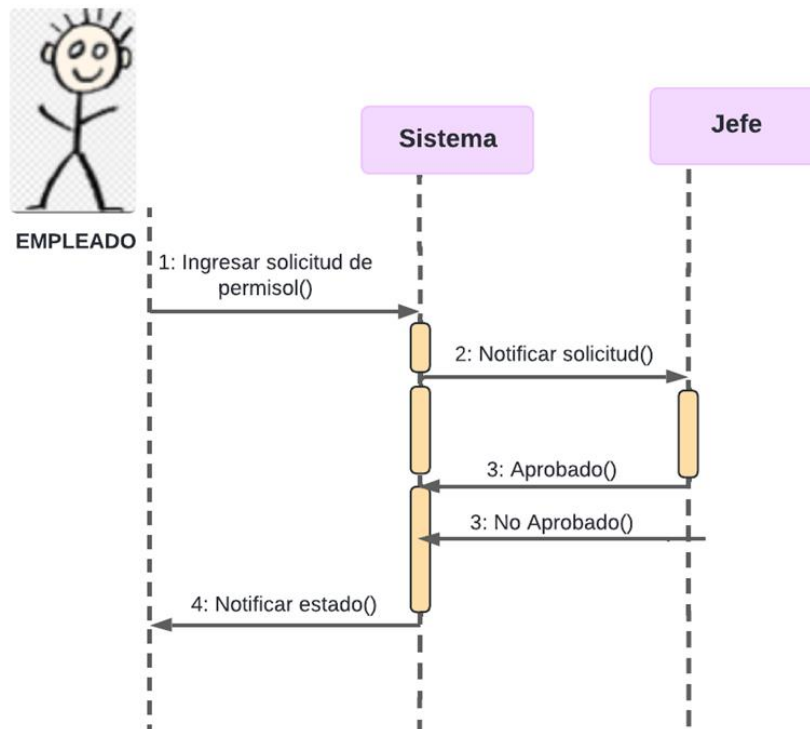 Jefe
Sistema
EMPLEADO
1: Ingresar solicitud de
permisol()
2: Notificar solicitud()
3: Aprobado()
3: No Aprobado()
4: Notificar estado()